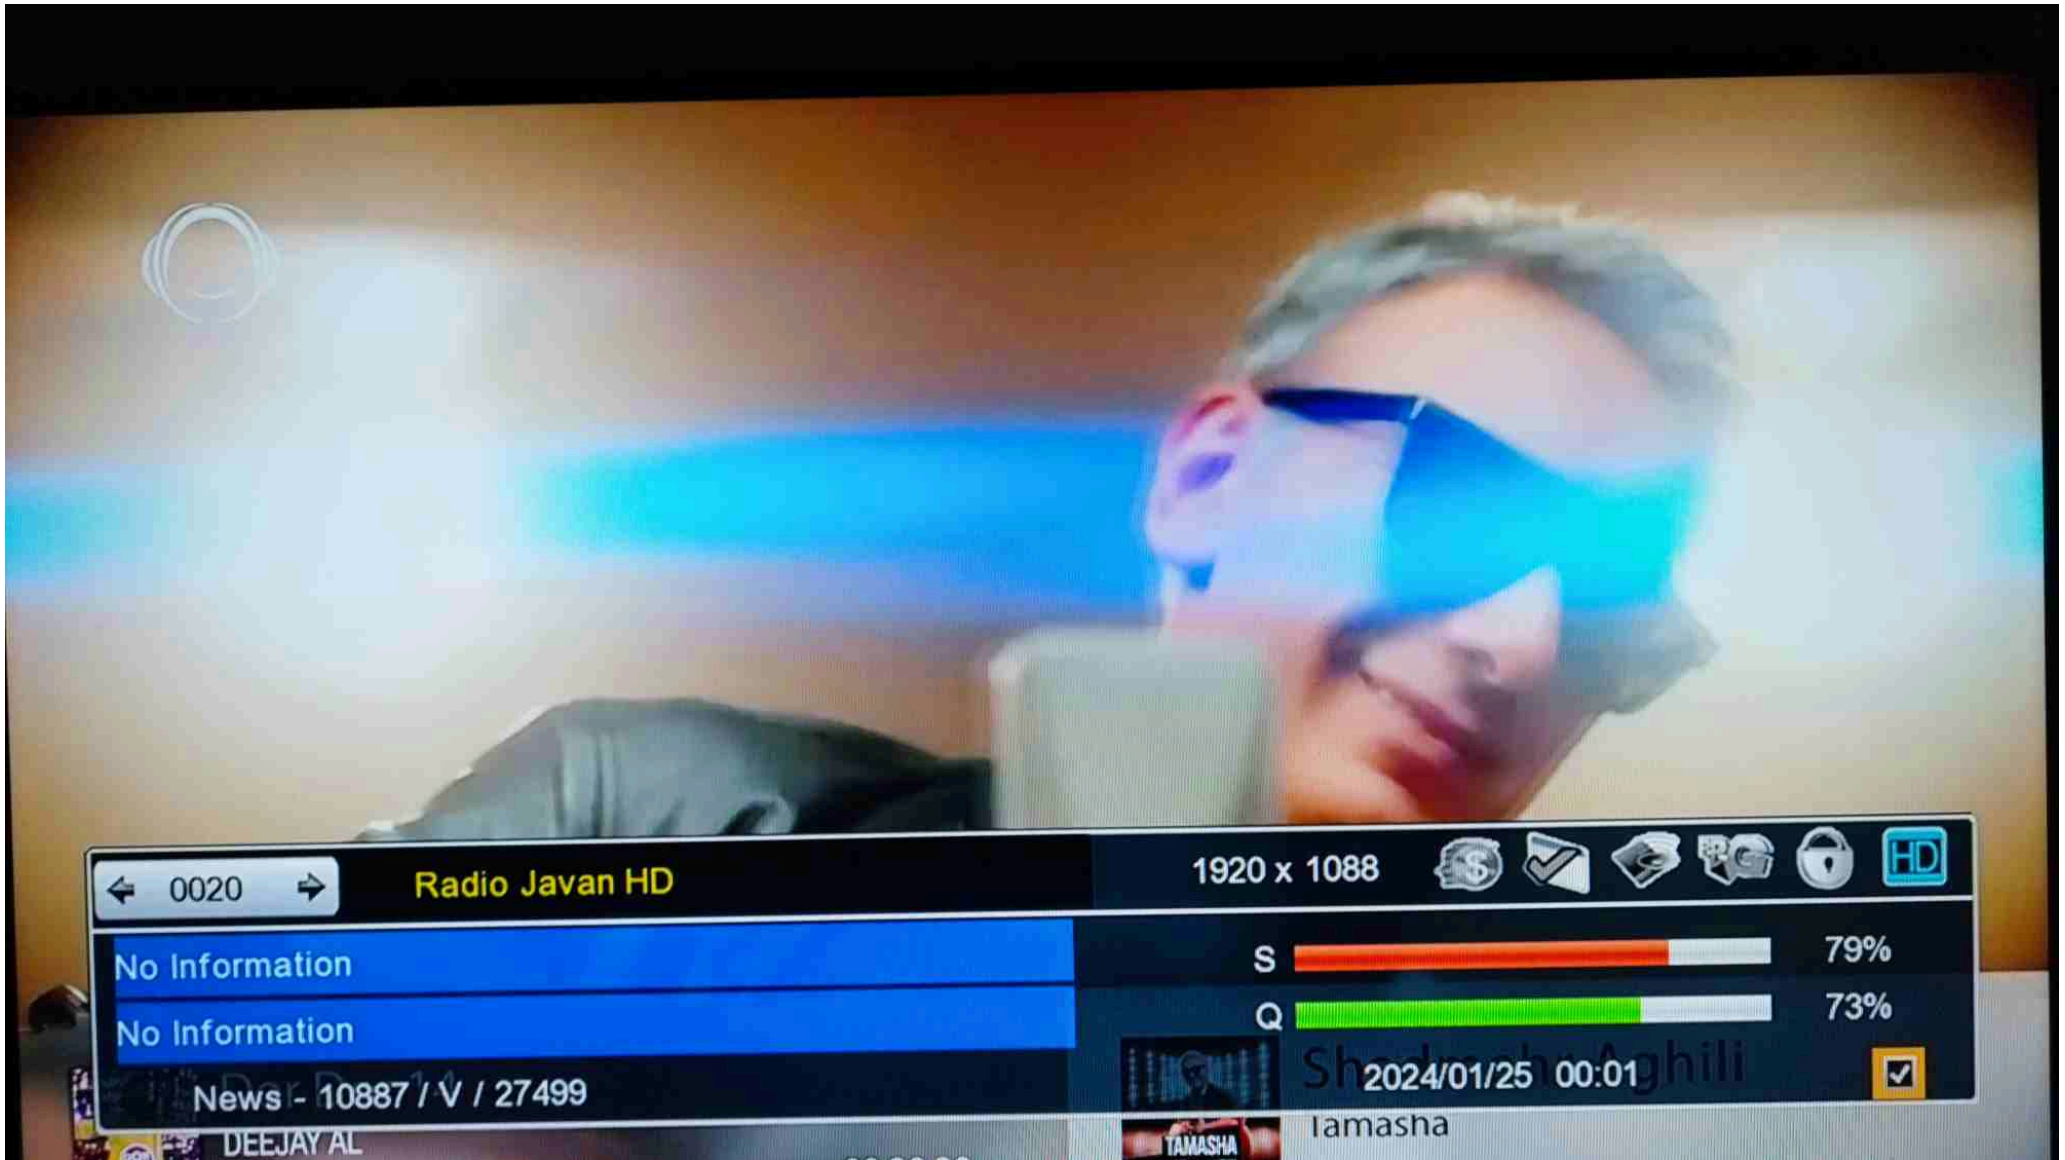 0020
Radio Javan HD
1920 x 1088
HD
No Information
S
79%
No Information
Q
73%
News - 10887 / V / 27499
2024/01/25 00:01
Aghili
DEEJAY AL
TAMASHA
Tamasha